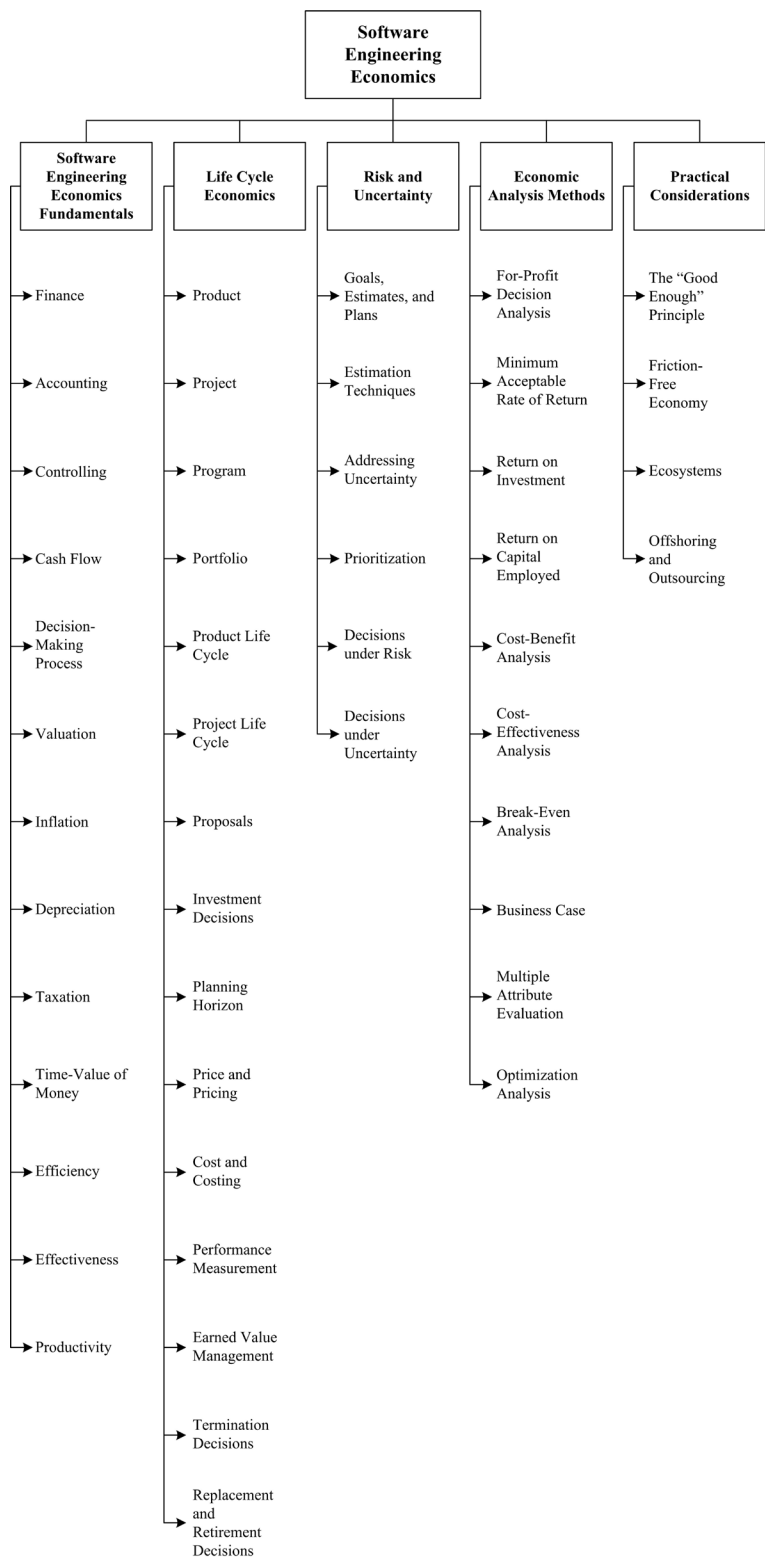 Software
Engineering
Economics
Software
Engineering
Economics
Fundamentals
Finance
Accounting
Controlling
Cash Flow
Decision-
Making
Process
Valuation
Inflation
Depreciation
Taxation
Time-Value of
Money
Efficiency
Effectiveness
Productivity
Life Cycle
Economics
Product
Project
Program
Portfolio
Product Life
Cycle
Project Life
Cycle
Proposals
Investment
Decisions
Planning
Horizon
Price and
Pricing
Cost and
Costing
Performance
Measurement
Earned Value
Management
Termination
Decisions
Replacement
and
Retirement
Decisions
Risk and
Uncertainty
Goals,
Estimates, and
Plans
Estimation
Techniques
Addressing
Uncertainty
Prioritization
Decisions
under Risk
Decisions
under
Uncertainty
Economic
Analysis Methods
For-Profit
Decision
Analysis
Minimum
Acceptable
Rate of Return
Return on
Investment
Return on
Capital
Employed
Cost-Benefit
Analysis
Cost-
Effectiveness
Analysis
Break-Even
Analysis
Business Case
Multiple
Attribute
Evaluation
Optimization
Analysis
Practical
Considerations
The “Good
Enough”
Principle
Friction-
Free
Economy
Ecosystems
Offshoring
and
Outsourcing